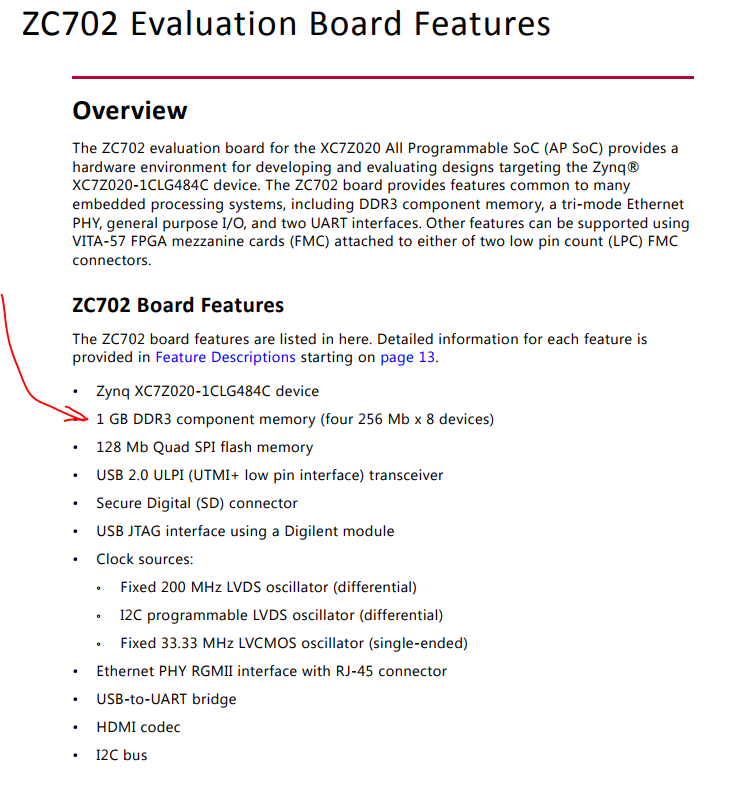 ZC702 Evaluation Board Features
Overview
The ZC702 evaluation board for the XC7Z020 All Programmable SoC (AP SoC) provides a
hardware environment for developing and evaluating designs targeting the Zynq®
XC7Z020-1CLG484C device. The ZC702 board provides features common to many
embedded processing systems, including DDR3 component memory, a tri-mode Ethernet
PHY, general purpose I/O, and two UART interfaces. Other features can be supported using
VITA-57 FPGA mezzanine cards (FMC) attached to either of two low pin count (LPC) FMC
connectors.
ZC702 Board Features
The ZC702 board features are listed in here. Detailed information for each feature is
provided in Feature Descriptions starting on page 13.
• Zynq XC7Z020-1CLG484C device
• 1 GB DDR3 component memory (four 256 Mb x 8 devices)
• 128 Mb Quad SPI flash memory
• USB 2.0 ULPI (UTMI+ low pin interface) transceiver
• Secure Digital (SD) connector
• USB JTAG interface using a Digilent module
• Clock sources:
∘ Fixed 200 MHz LVDS oscillator (differential)
∘ I2C programmable LVDS oscillator (differential)
∘ Fixed 33.33 MHz LVCMOS oscillator (single-ended)
• Ethernet PHY RGMII interface with RJ-45 connector
• USB-to-UART bridge
• HDMI codec
• I2C bus